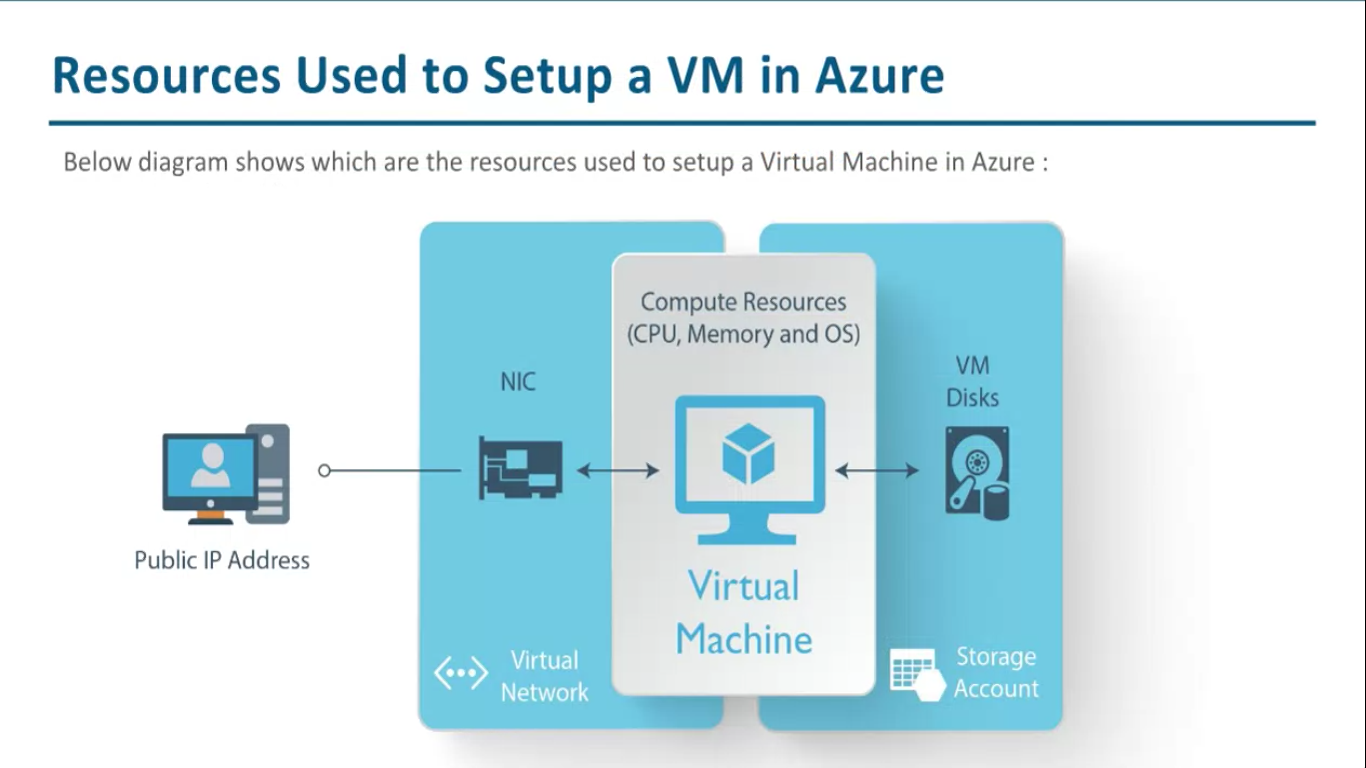 Resources Used to Setup a VM in Azure
Below diagram shows which are the resources used to setup a Virtual Machine in Azure :
Compute Resources
(CPU, Memory and OS)
NIC
VM
Disks
Public IP Address
Virtual
Machine
Virtual
Network
Storage
Account